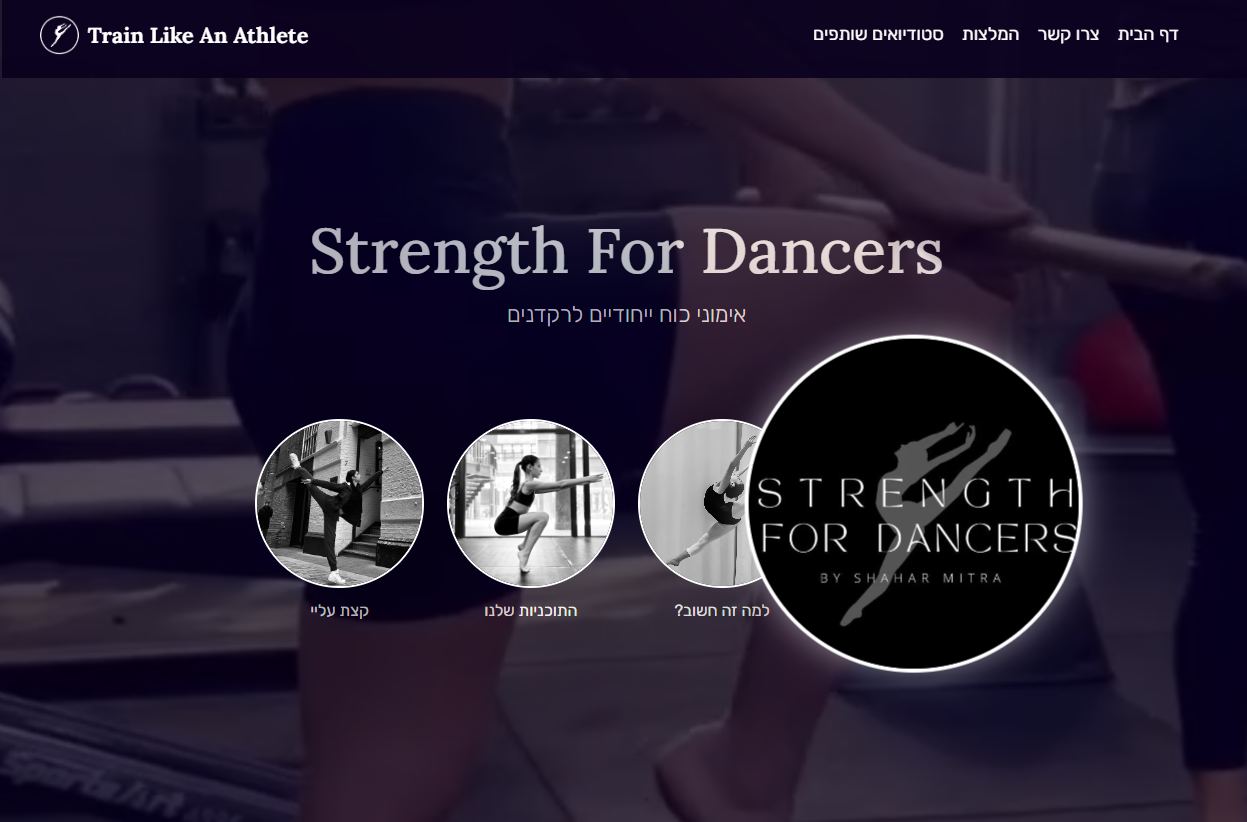 Train Like An Athlete
דף הבית
צרו קשר
המלצות
סטודיואים שותפים
Strength For Dancers
אימוני כוח ייחודיים לרקדנים
STRENGTH
FOR DANCERS
BY SHAHAR MITRA
למה זה חשוב?
התוכניות שלנו
קצת עליי
SportsArt